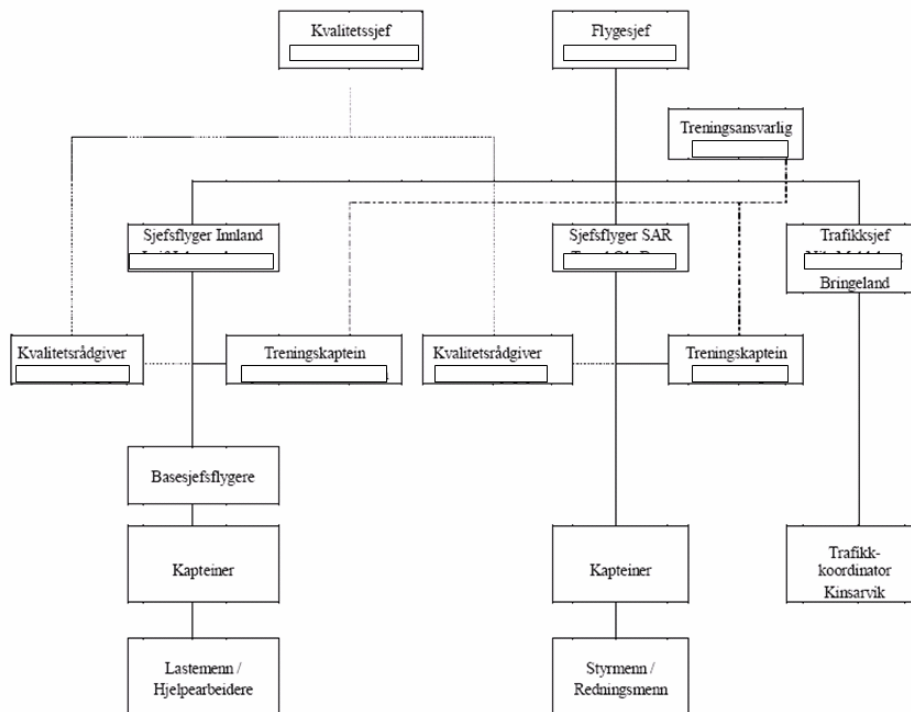 Kvalitetssjef
Flygesjef
Treningsansvarlig
Sjefsflyger Innland
Sjefsflyger SAR
Trafikksjef
Bringeland
Kvalitetsrådgiver
Treningskaptein
Kvalitetsrådgiver
Treningskaptein
Basesjefsflygere
Kapteiner
Kapteiner
Trafikk-
koordinator
Kinsarvik
Lastemenn /
Hjelpearbeidere
Styrmenn /
Redningsmenn